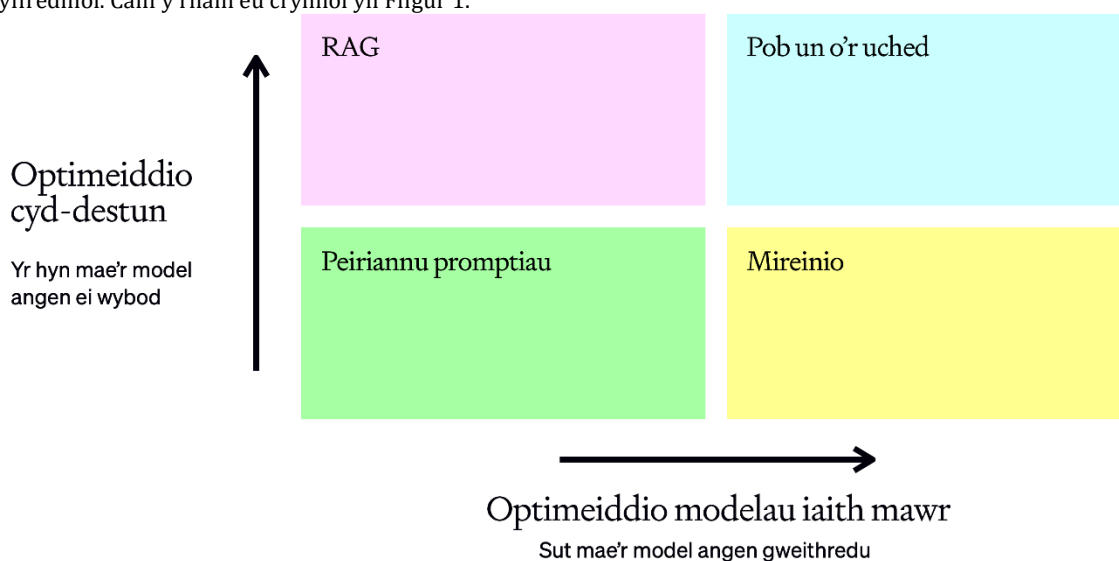 RAG
Pob un o'r uched
Optimeiddio
cyd-destun
Yr hyn mae'r model
angen ei wybod
Peiriannu promptiau
Mireinio
Optimeiddio modelau iaith mawr
Sut mae'r model angen gweithredu